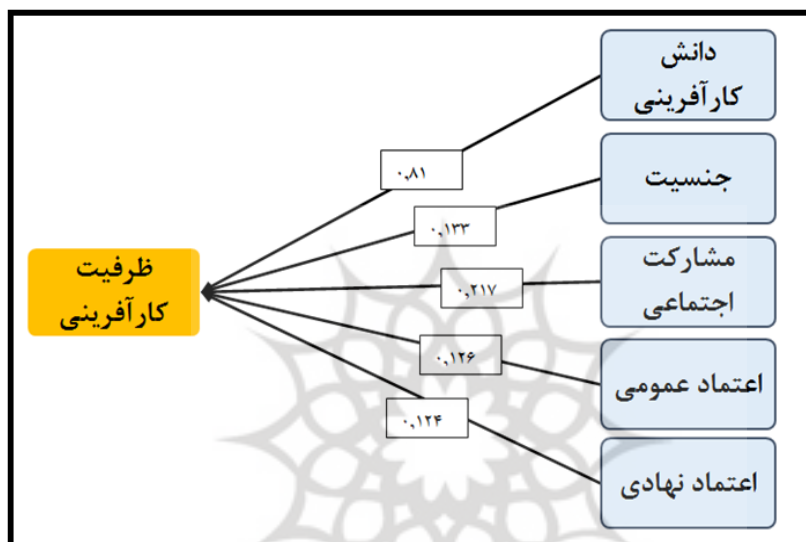 دانش
کارآفرینی
۰,۸۱
جنسیت
۰,۱۳۳
مشارکت
اجتماعی
۰,۲۱۷
ظرفیت
کارآفرینی
اعتماد عمومی
۰,۱۲۶
اعتماد نهادی
۰,۱۲۴